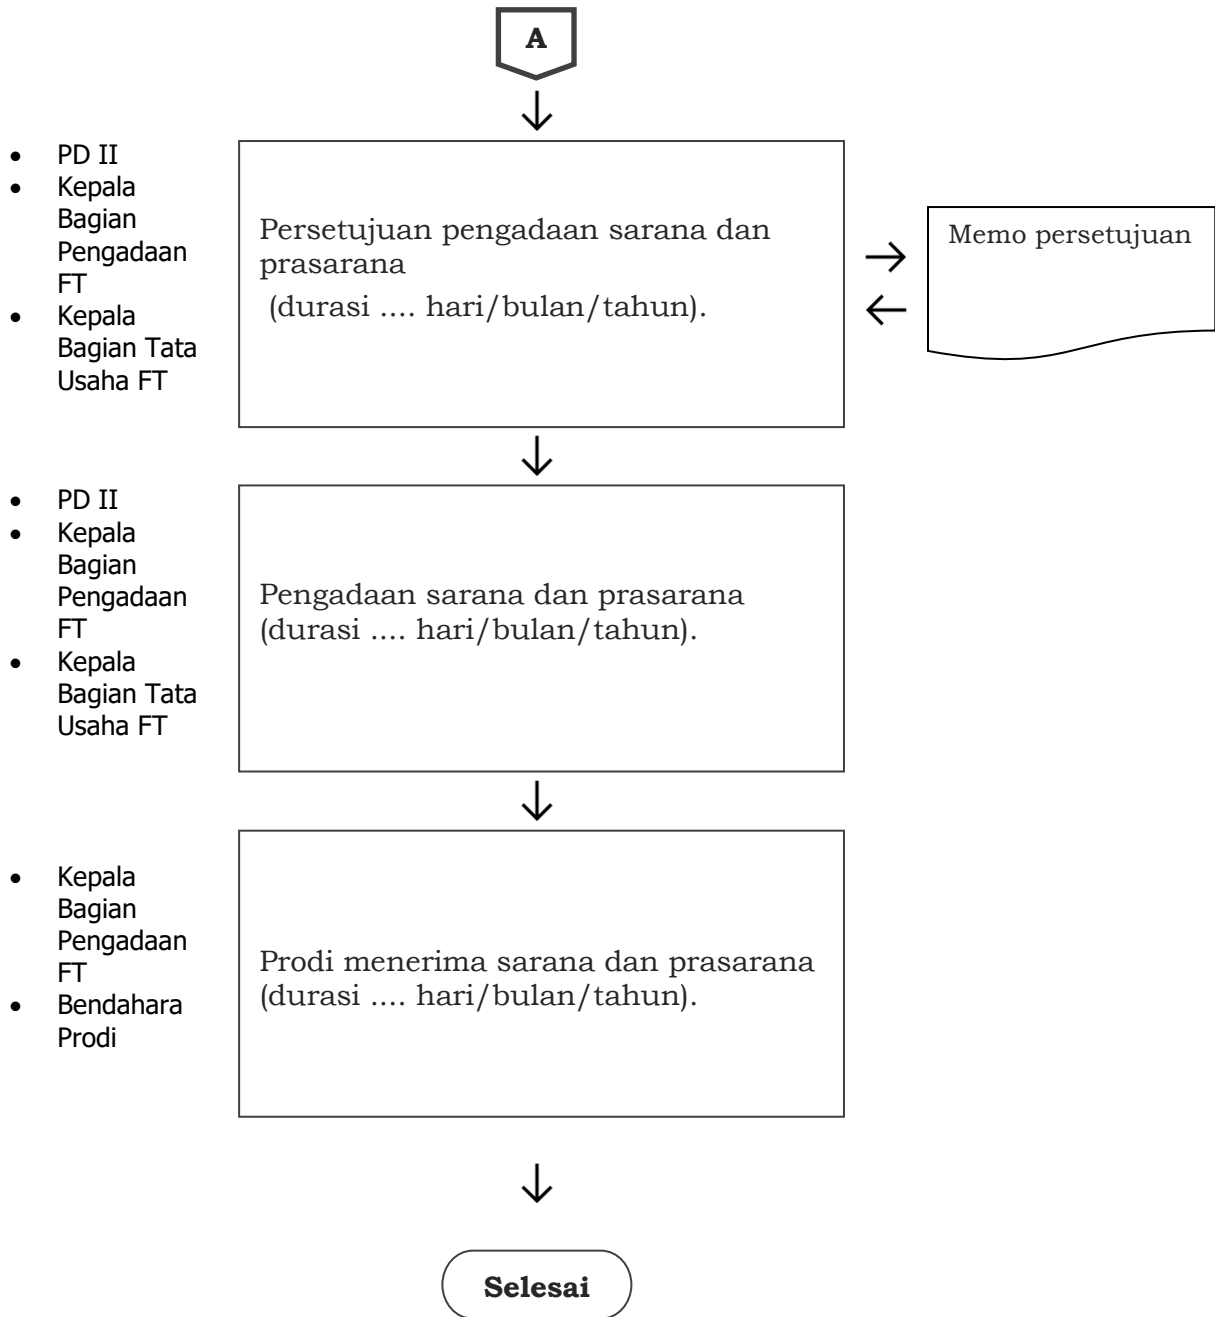 A
• PD II
• Kepala
Bagian
Pengadaan
FT
• Kepala
Bagian Tata
Usaha FT
Persetujuan pengadaan sarana dan
prasarana
(durasi .... hari/bulan/tahun).
Memo persetujuan
• PD II
• Kepala
Bagian
Pengadaan
FT
• Kepala
Bagian Tata
Usaha FT
Pengadaan sarana dan prasarana
(durasi .... hari/bulan/tahun).
• Kepala
Bagian
Pengadaan
FT
• Bendahara
Prodi
Prodi menerima sarana dan prasarana
(durasi .... hari/bulan/tahun).
Selesai